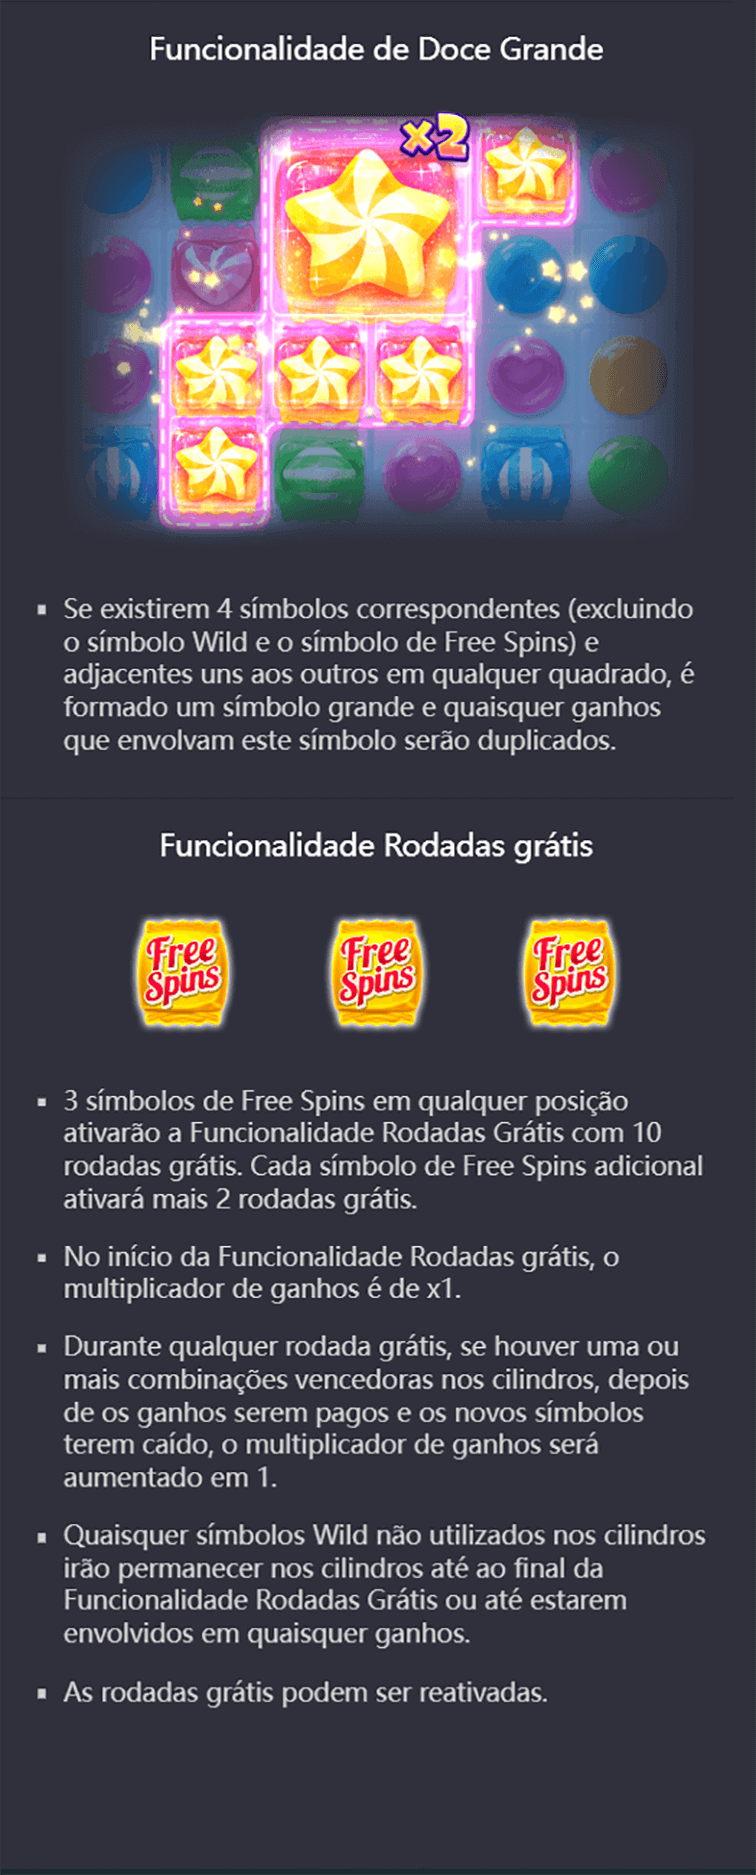 Funcionalidade de Doce Grande
x2
▪ Se existirem 4 símbolos correspondentes (excluindo
o símbolo Wild e o símbolo de Free Spins) e
adjacentes uns aos outros em qualquer quadrado, é
formado um símbolo grande e quaisquer ganhos
que envolvam este símbolo serão duplicados.
Funcionalidade Rodadas grátis
Free Spins
Free Spins
Free Spins
▪ 3 símbolos de Free Spins em qualquer posição
ativarão a Funcionalidade Rodadas Grátis com 10
rodadas grátis. Cada símbolo de Free Spins adicional
ativará mais 2 rodadas grátis.
▪ No início da Funcionalidade Rodadas grátis, o
multiplicador de ganhos é de x1.
▪ Durante qualquer rodada grátis, se houver uma ou
mais combinações vencedoras nos cilindros, depois
de os ganhos serem pagos e os novos símbolos
terem caído, o multiplicador de ganhos será
aumentado em 1.
▪ Quaisquer símbolos Wild não utilizados nos cilindros
irão permanecer nos cilindros até ao final da
Funcionalidade Rodadas Grátis ou até estarem
envolvidos em quaisquer ganhos.
▪ As rodadas grátis podem ser reativadas.